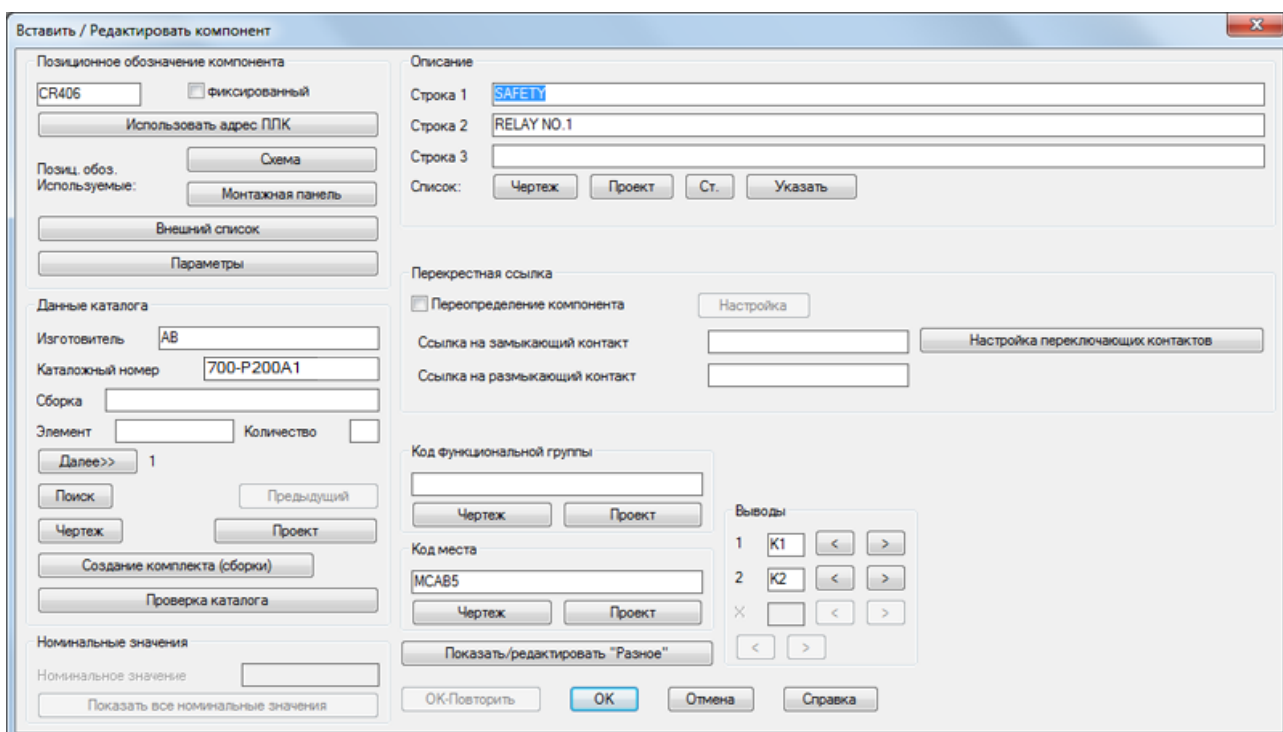 Вставить / Редактировать компонент
Позиционное обозначение компонента
CR406
фиксированный
Использовать адрес ПЛК
Позиц. обоз.
Используемые:
Схема
Монтажная панель
Внешний список
Параметры
Данные каталога
Изготовитель AB
Каталожный номер 700-P200A1
Сборка
Элемент Количество
Далее>> 1
Поиск Предыдущий
Чертеж Проект
Создание комплекта (сборки)
Проверка каталога
Номинальные значения
Номинальное значение
Показать все номинальные значения
Описание
Строка 1 SAFETY
Строка 2 RELAY NO.1
Строка 3
Список: Чертеж Проект Ст. Указать
Перекрестная ссылка
Переопределение компонента Настройка
Ссылка на замыкающий контакт Настройка переключающих контактов
Ссылка на размыкающий контакт
Код функциональной группы
Чертеж Проект
Код места
MCAB5
Чертеж Проект
Показать/редактировать "Разное"
Выводы
1 K1 < >
2 K2 < >
X < >
< >
ОК-Повторить ОК Отмена Справка